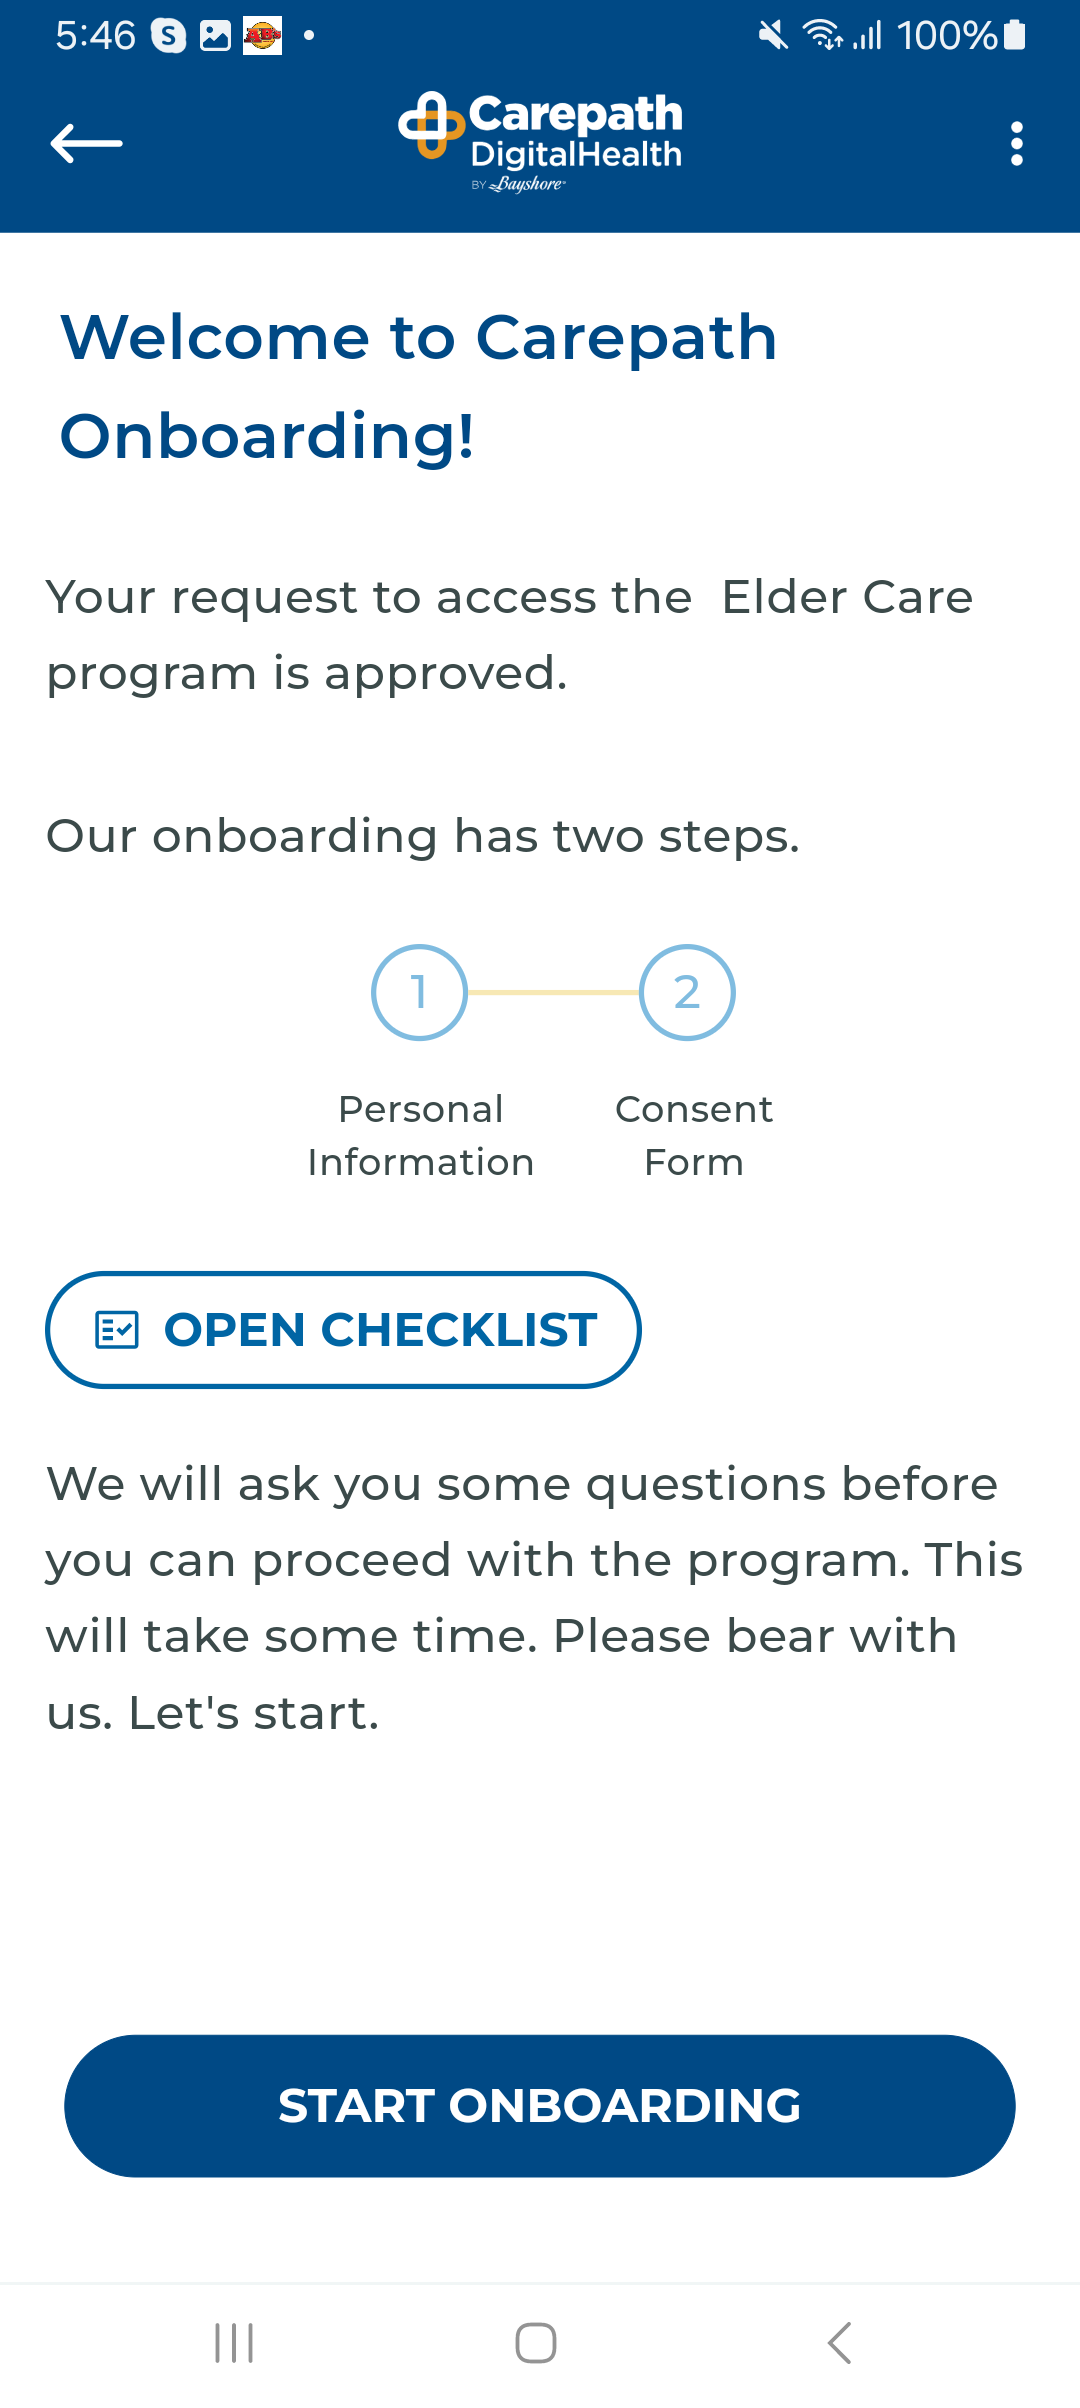 5:46
100%
Carepath
DigitalHealth
BY Bayshore
Welcome to Carepath
Onboarding!
Your request to access the  Elder Care
program is approved.
Our onboarding has two steps.
1 2
Personal Consent
Information Form
OPEN CHECKLIST
We will ask you some questions before
you can proceed with the program. This
will take some time. Please bear with
us. Let's start.
START ONBOARDING